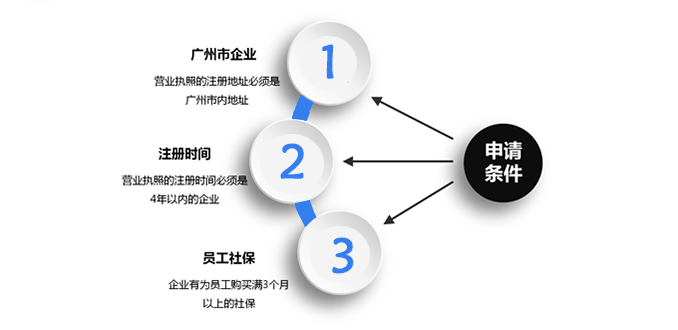 1
广州市企业
营业执照的注册地址必须是
广州市内地址
2
注册时间
营业执照的注册时间必须是
4年以内的企业
3
员工社保
企业有为员工购买满3个月
以上的社保
申请
条件